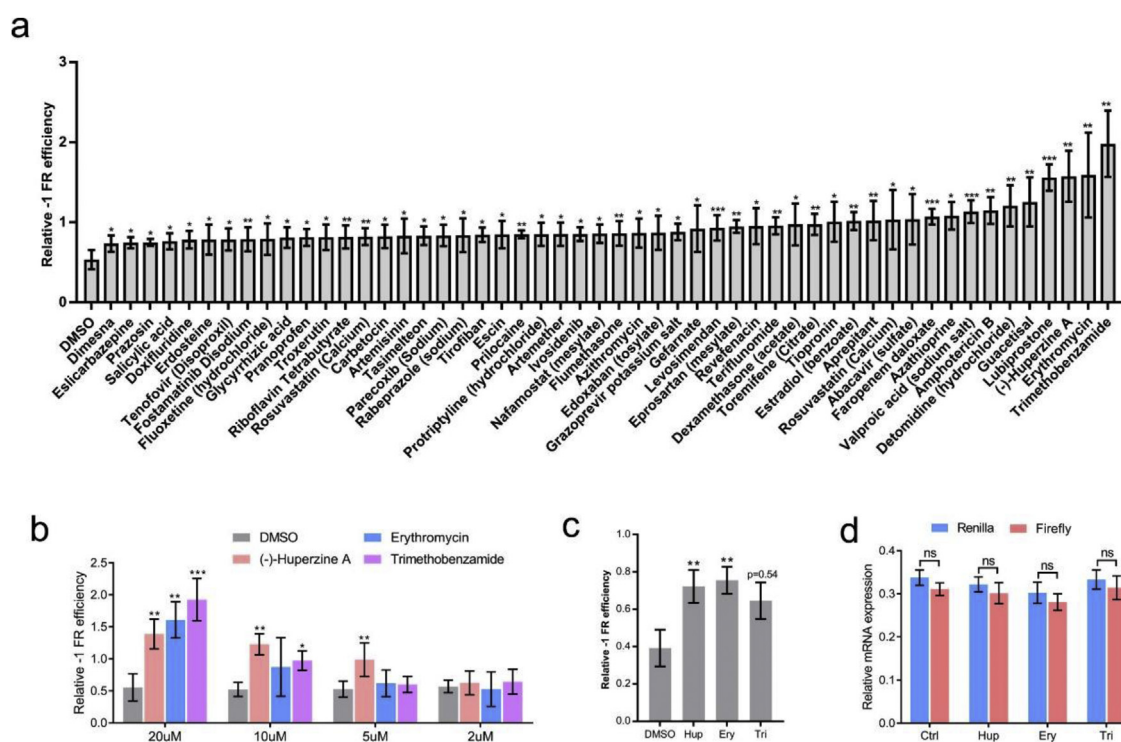 a
3
2
1
0
Relative -1 FR efficiency
* * * * * * * ** * * * * ** ** * * * * * * * ** * * * * ** * * * * *** ** * ** * ** * ** ** * * *** * *** ** ** ** *** ** ** **
DMSO
Dimesna
Eslicarbazepine
Prazosin
Salicylic acid
Doxifluridine
Erdosteine
Tenofovir (Disoproxil)
Fostamatinib Disodium
Fluoxetine (hydrochloride)
Glycyrrhizic acid
Pranoprofen
Troxerutin
Riboflavin Tetrabutyrate
Rosuvastatin (Calcium)
Carbetocin
Artemisinin
Tasimelteon
Parecoxib (Sodium)
Rabeprazole (sodium)
Tirofiban
Escin
Prilocaine
Protriptyline (hydrochloride)
Artemether
Ivosidenib
Nafamostat (mesylate)
Flumethasone
Azithromycin
Edoxaban (tosylate)
Grazoprevir potassium salt
Gefarnate
Levosimendan
Eprosartan (mesylate)
Revefenacin
Teriflunomide
Dexamethasone (acetate)
Toremifene (Citrate)
Tiopronin
Estradiol (benzoate)
Aprepitant
Rosuvastatin (Calcium)
Abacavir (sulfate)
Faropenem daloxate
Azathioprine
Valproic acid (sodium salt)
Amphotericin B
Detomidine (hydrochloride)
Guacetisal
Lubiprostone
(-)-Huperzine A
Erythromycin
Trimethobenzamide
b
DMSO
Erythromycin
(-)-Huperzine A
Trimethobenzamide
2.5
2.0
1.5
1.0
0.5
0.0
Relative -1 FR efficiency
** ** *** ** * **
20uM 10uM 5uM 2uM
c
1.0
0.8
0.6
0.4
0.2
0.0
Relative -1 FR efficiency
** ** p=0.54
DMSO Hup Ery Tri
d
Renilla Firefly
0.4
0.3
0.2
0.1
0.0
Relative mRNA expression
ns ns ns ns
Ctrl Hup Ery Tri